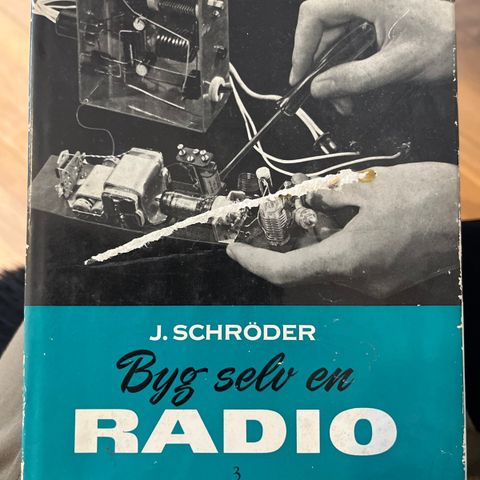 J. SCHRÖDER
Byg selv en
RADIO
3